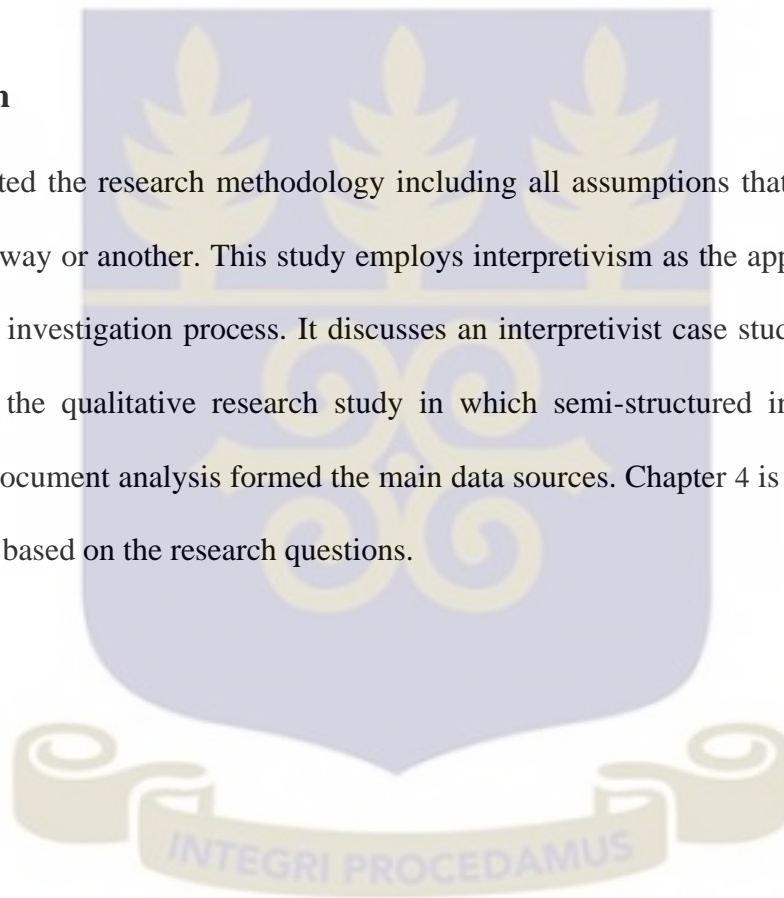 n
ted the research methodology including all assumptions that
way or another. This study employs interpretivism as the app
investigation process. It discusses an interpretivist case stud
the qualitative research study in which semi-structured in
ocument analysis formed the main data sources. Chapter 4 is
based on the research questions.
INTEGRI PROCEDAMUS